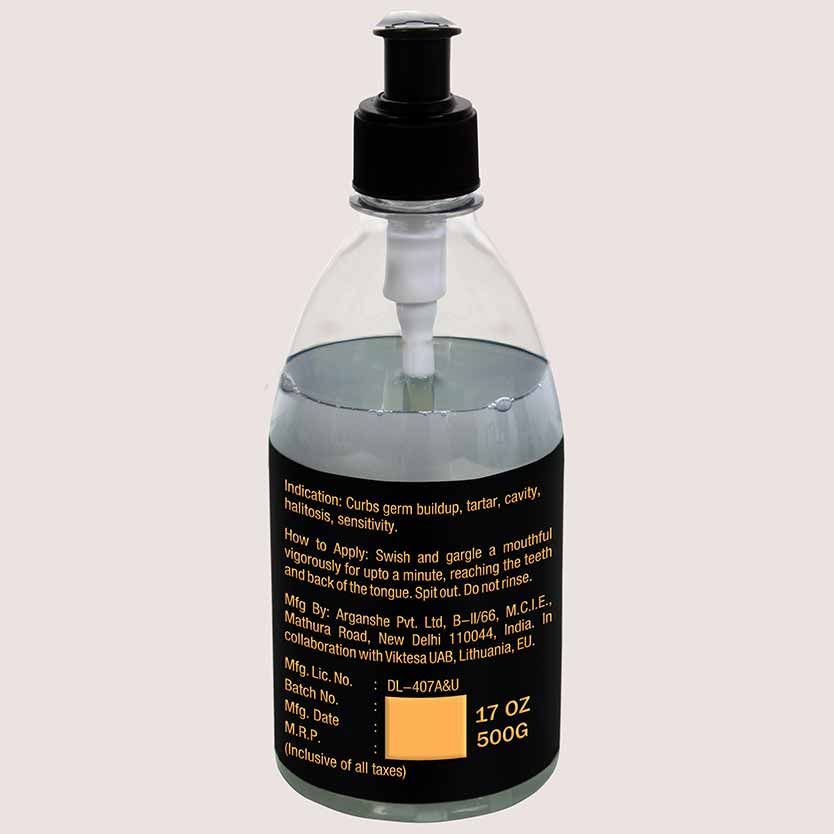 Indication: Curbs germ buildup, tartar, cavity,
halitosis, sensitivity.
How to Apply: Swish and gargle a mouthful
vigorously for upto a minute, reaching the teeth
and back of the tongue. Spit out. Do not rinse.
Mfg By: Arganshe Pvt. Ltd, B–II/66, M.C.I.E.,
Mathura Road, New Delhi 110044, India. In
collaboration with Viktesa UAB, Lithuania, EU.
Mfg. Lic. No. : DL–407A&U
Batch No. :
Mfg. Date :
M.R.P. :
(Inclusive of all taxes)
17 OZ
500G